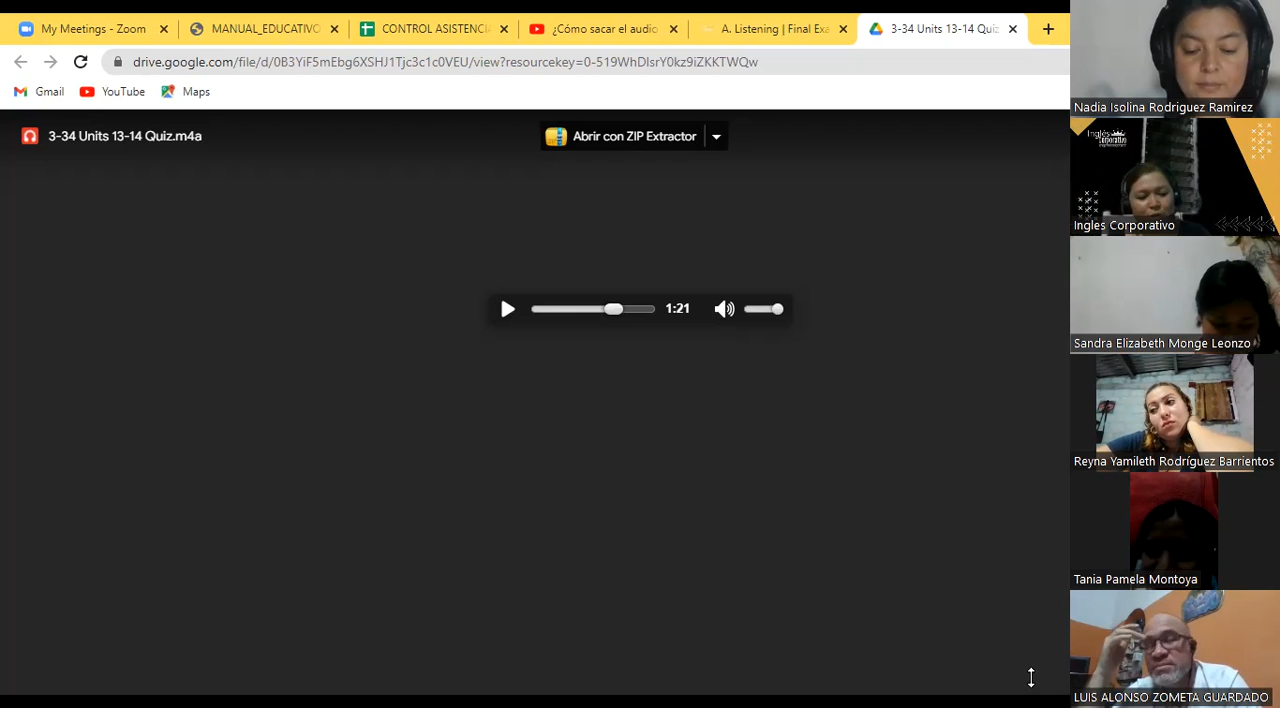 My Meetings - Zoom
MANUAL_EDUCATIVO
CONTROL ASISTENCI
¿Cómo sacar el audio
A. Listening | Final Exa
3-34 Units 13-14 Quiz
drive.google.com/file/d/0B3YiF5mEbg6XSHJ1Tjc3c1c0VEU/view?resourcekey=0-519WhDIsrY0kz9iZKKTWQw
Gmail
YouTube
Maps
3-34 Units 13-14 Quiz.m4a
Abrir con ZIP Extractor
1:21
Nadia Isolina Rodriguez Ramirez
Inglés
Corporativo
Ingles Corporativo
Sandra Elizabeth Monge Leonzo
Reyna Yamileth Rodríguez Barrientos
Tania Pamela Montoya
LUIS ALONSO ZOMETA GUARDADO